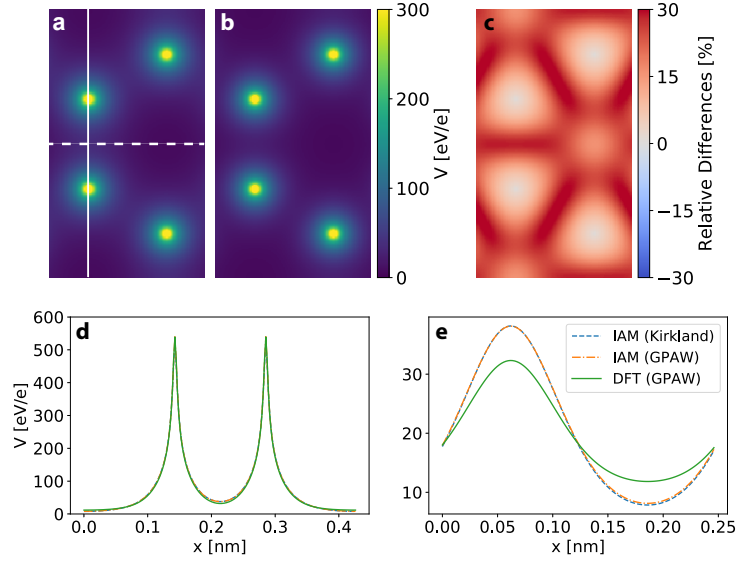 a
b
c
300
200
100
0
V [eV/e]
30
15
0
−15
−30
Relative Differences [%]
d
600
500
400
300
200
100
0
V [eV/e]
0.0 0.1 0.2 0.3 0.4
x [nm]
e
IAM (Kirkland)
IAM (GPAW)
DFT (GPAW)
30
20
10
0.00 0.05 0.10 0.15 0.20 0.25
x [nm]